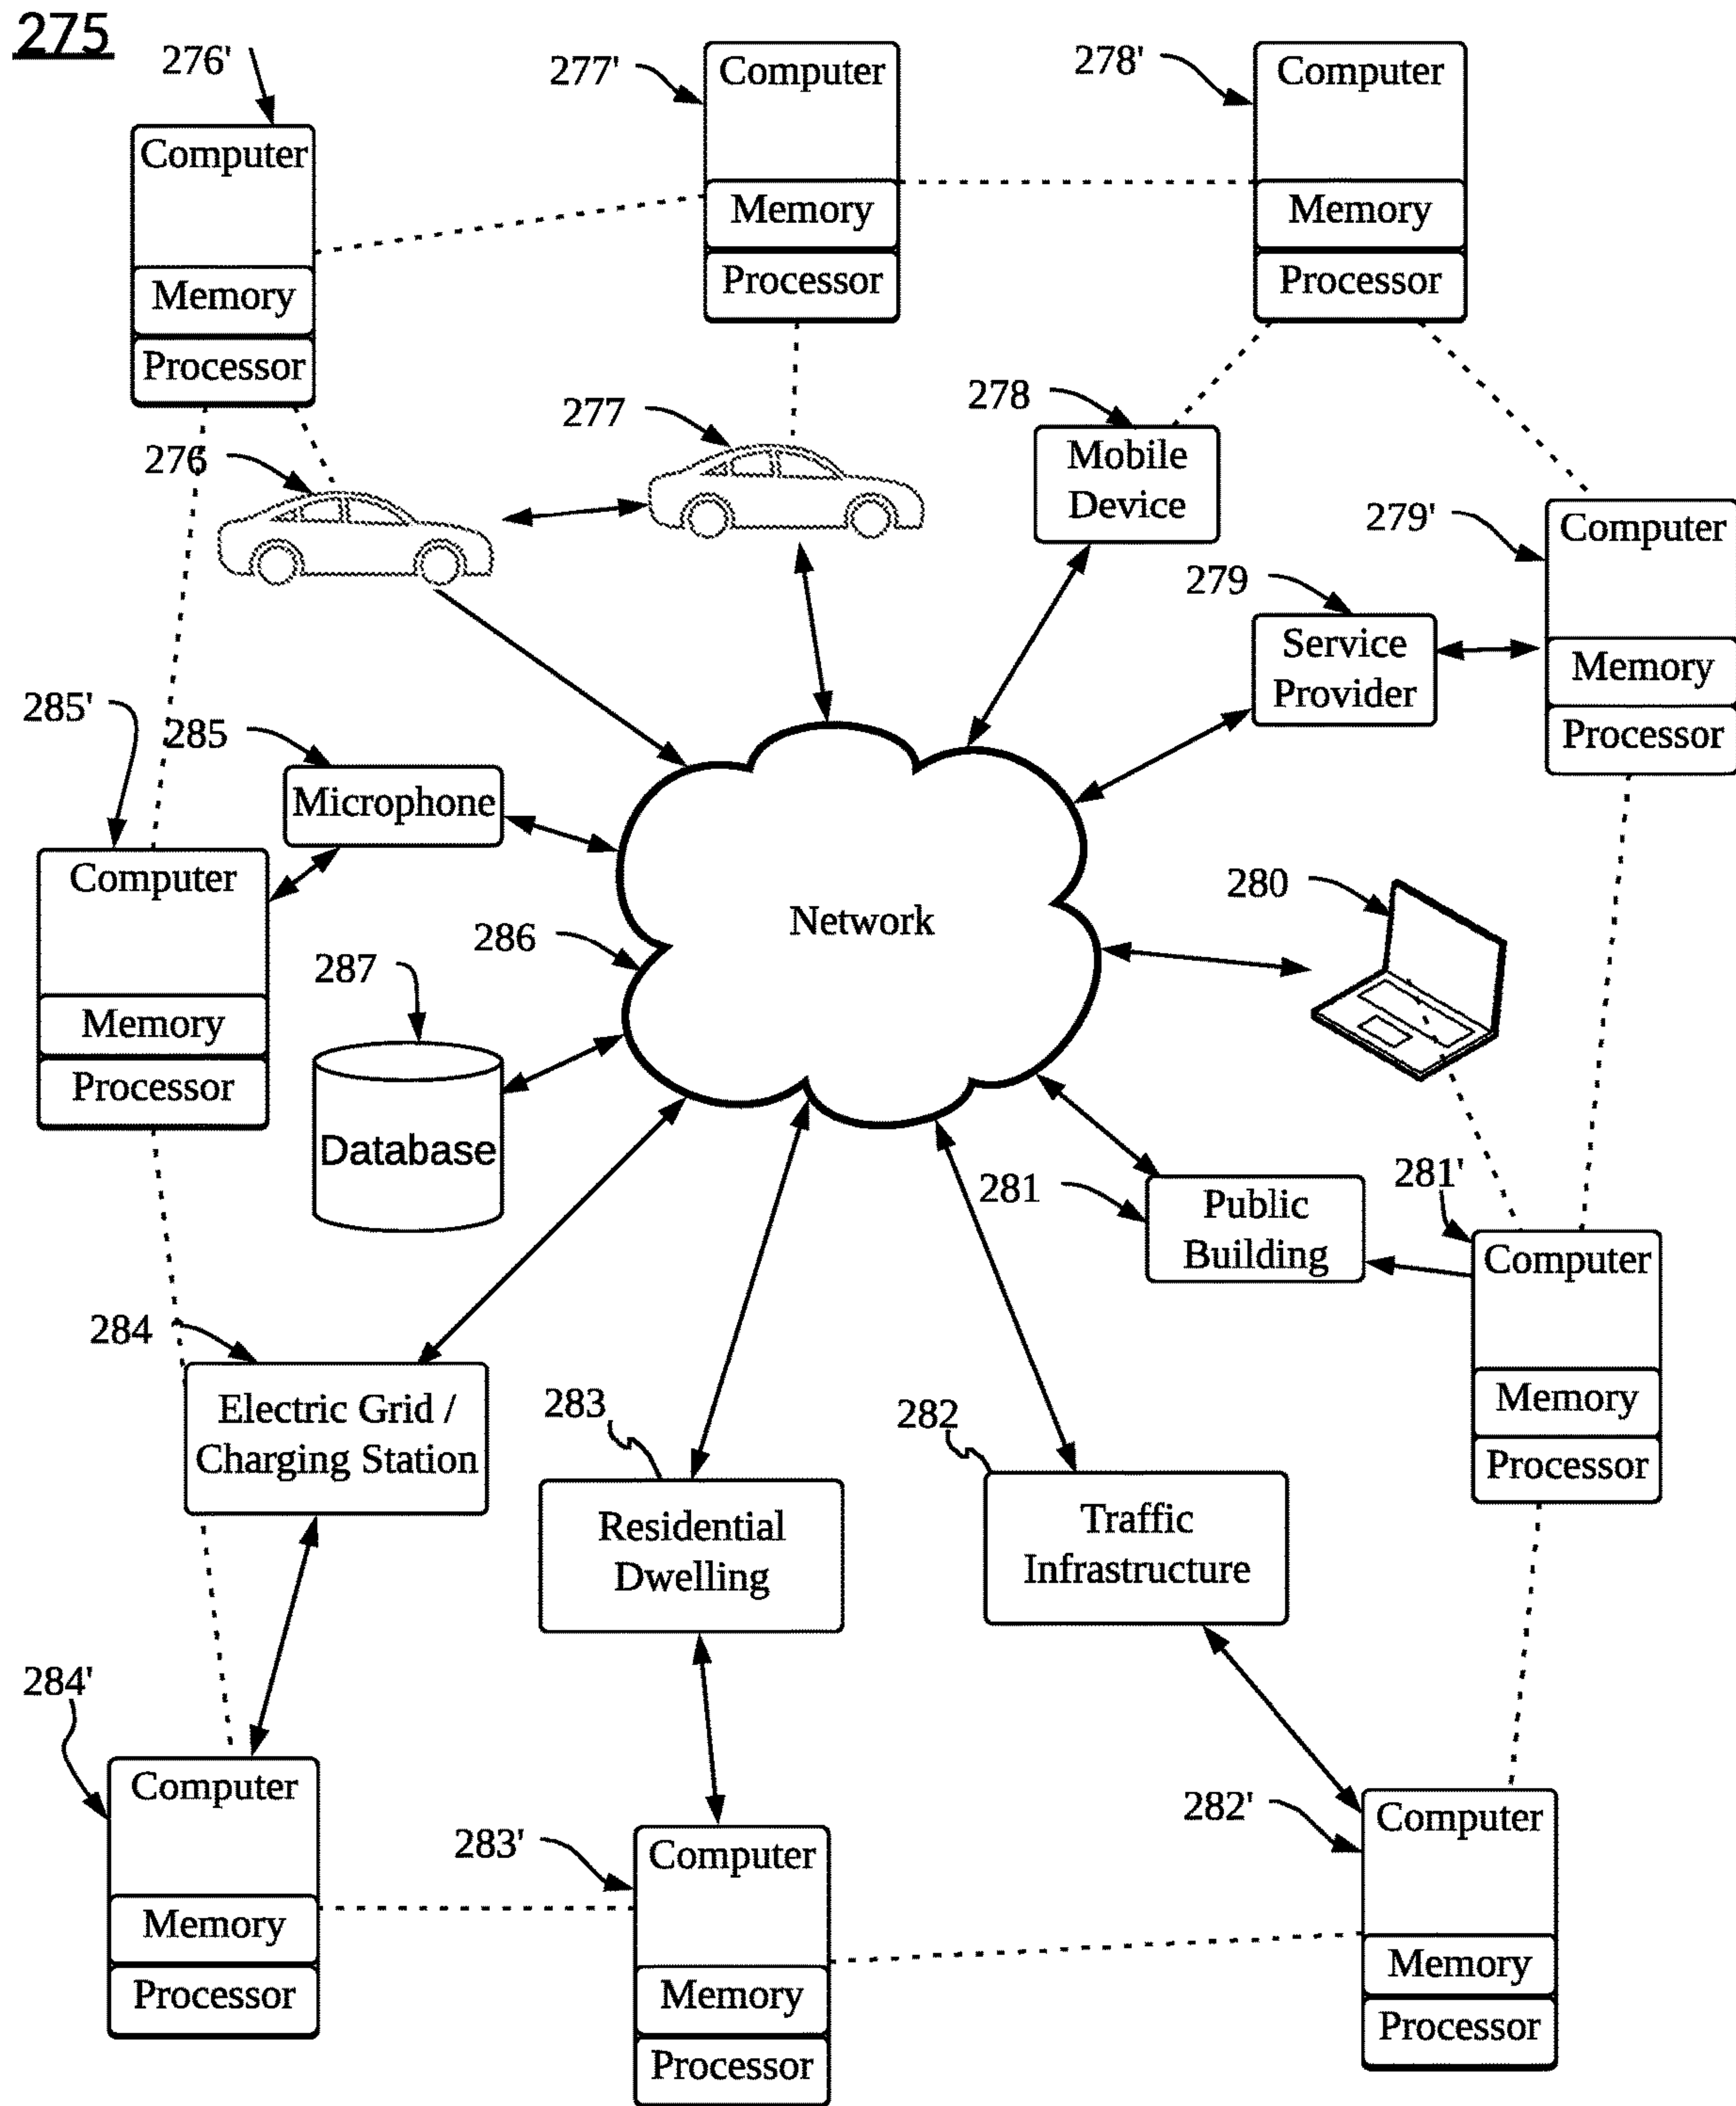 275
276'
277'
278'
Computer
Memory
Processor
Computer
Memory
Processor
Computer
Memory
Processor
276
277
278
Mobile
Device
279'
279
Service
Provider
Computer
Memory
Processor
285'
285
Microphone
Computer
Memory
Processor
286
Network
280
287
Database
281
Public
Building
281'
Computer
Memory
Processor
284
Electric Grid /
Charging Station
283
Residential
Dwelling
282
Traffic
Infrastructure
284'
Computer
Memory
Processor
283'
Computer
Memory
Processor
282'
Computer
Memory
Processor